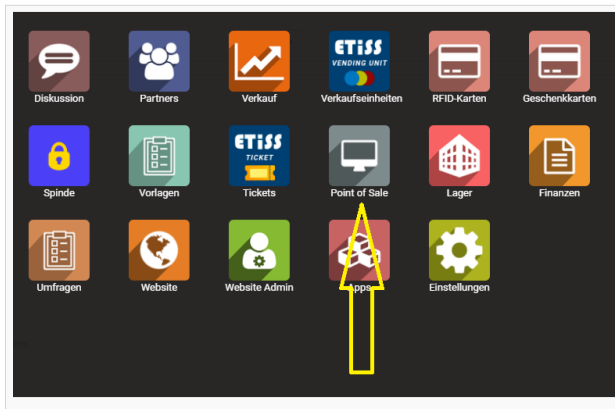 ETISS
VENDING UNIT
Diskussion Partners Verkauf Verkaufseinheiten RFID-Karten Geschenkkarten
ETISS
TICKET
Spinde Vorlagen Tickets Point of Sale Lager Finanzen
Umfragen Website Website Admin Apps Einstellungen